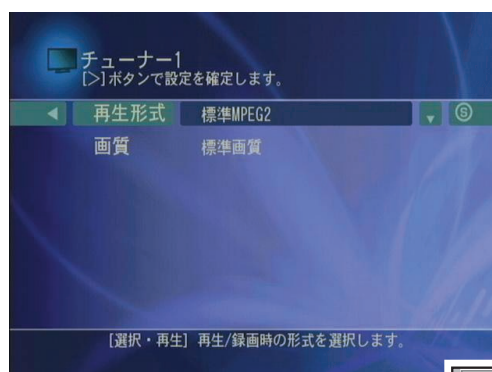 チューナー1
[>]ボタンで設定を確定します。
再生形式 標準MPEG2 Ⓢ
画質 標準画質
[選択・再生] 再生/録画時の形式を選択します。